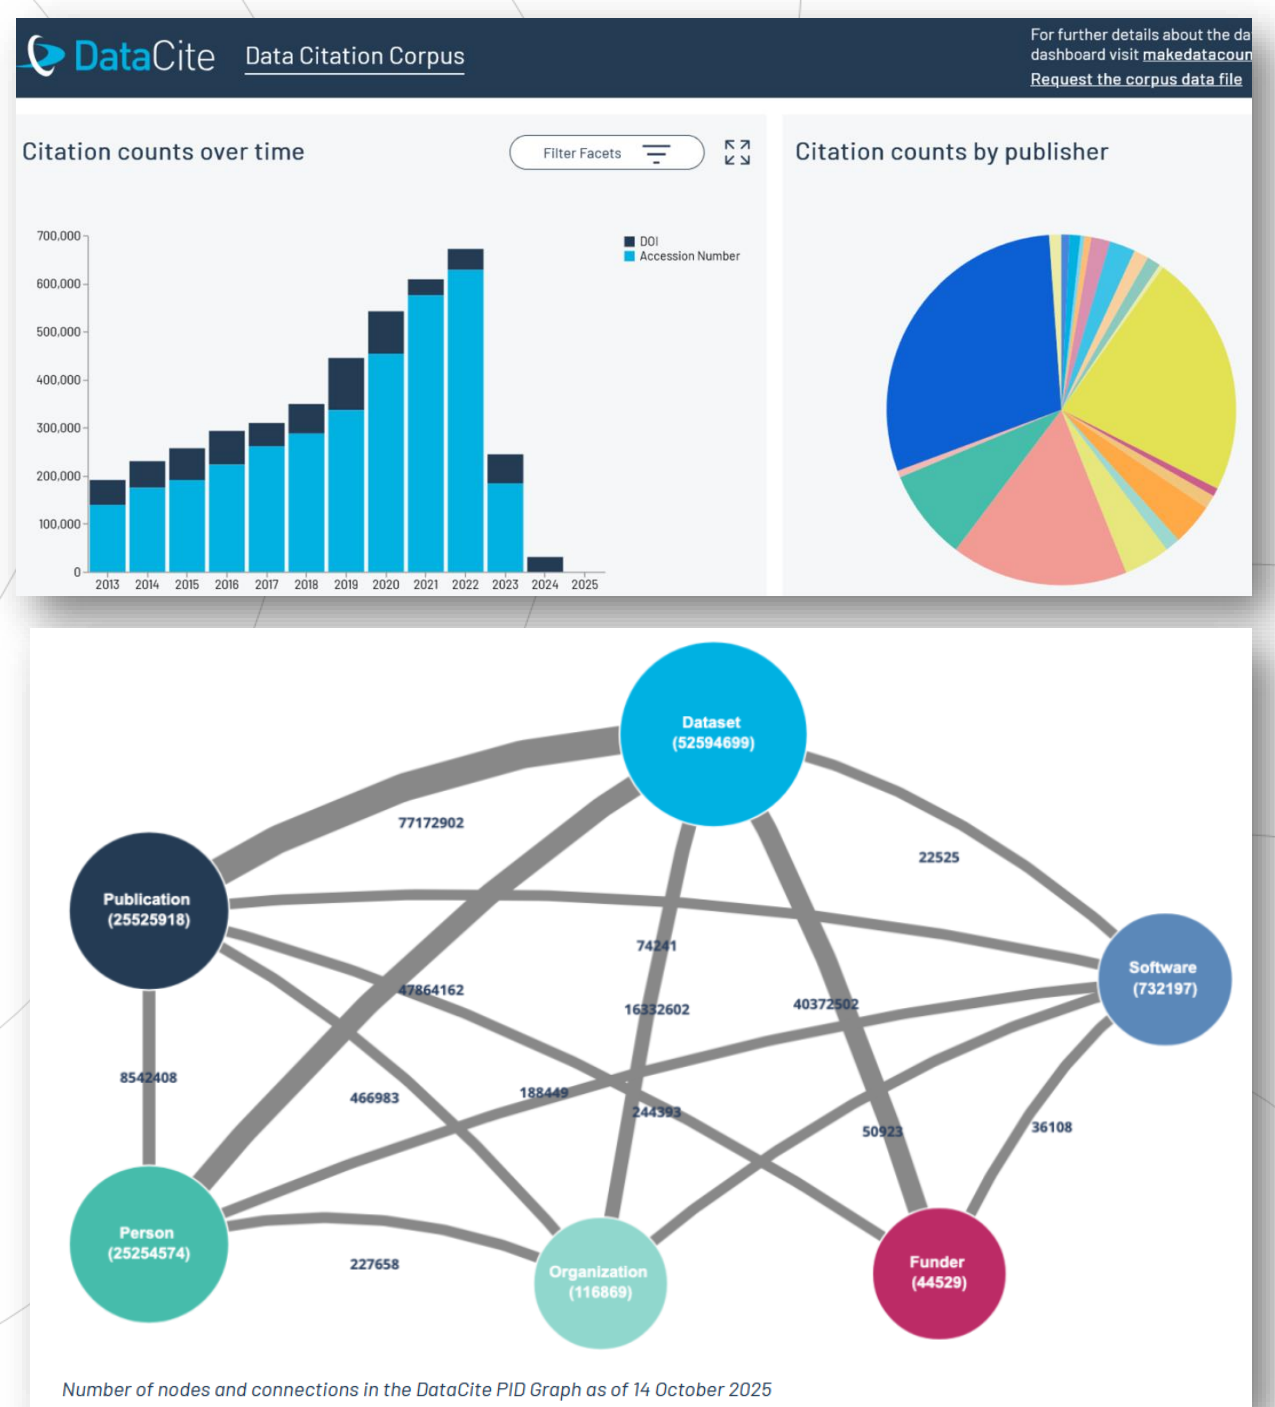 DataCite
Data Citation Corpus
For further details about the da
dashboard visit makedatacoun
Request the corpus data file
Citation counts over time
Filter Facets
Citation counts by publisher
DOI
Accession Number
700,000
600,000
500,000
400,000
300,000
200,000
100,000
0
2013 2014 2015 2016 2017 2018 2019 2020 2021 2022 2023 2024 2025
Dataset
(52594699)
77172902
22525
Publication
(25525918)
74241
Software
(732197)
47864162
16332602
40372502
8542408
466983
188449
244393
50923
36108
Person
(25254574)
227658
Organization
(116869)
Funder
(44529)
Number of nodes and connections in the DataCite PID Graph as of 14 October 2025